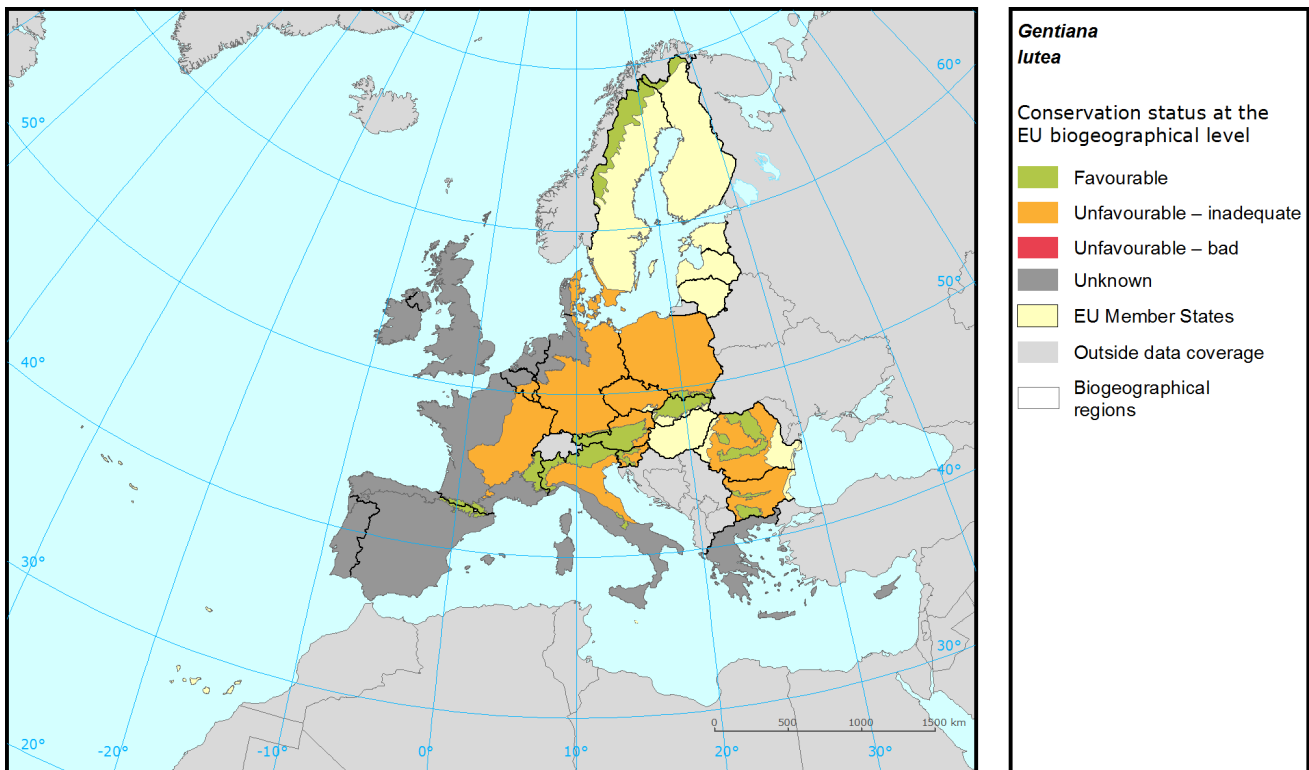 Gentiana
lutea
Conservation status at the
EU biogeographical level
Favourable
Unfavourable – inadequate
Unfavourable – bad
Unknown
EU Member States
Outside data coverage
Biogeographical
regions
60°
50°
50°
40°
40°
30°
30°
20°
-20°
-10°
0°
10°
20°
30°
0 500 1000 1500 km